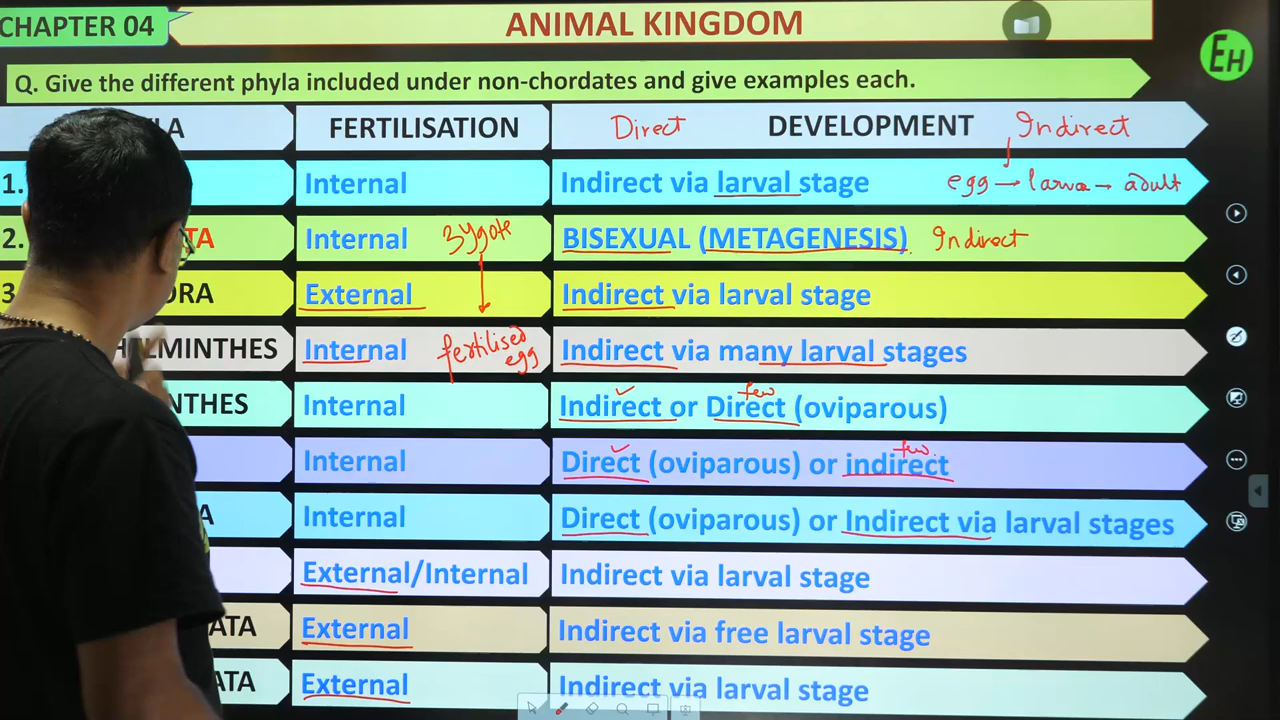 CHAPTER 04
ANIMAL KINGDOM
EH
Q. Give the different phyla included under non-chordates and give examples each.
LA FERTILISATION Direct DEVELOPMENT Indirect
1. Internal Indirect via larval stage egg → larva → adult
2. TA Internal zygote BISEXUAL (METAGENESIS). Indirect
3 ORA External Indirect via larval stage
HELMINTHES Internal fertilised egg Indirect via many larval stages
NTHES Internal Indirect or Direct few (oviparous)
Internal Direct (oviparous) or indirect few.
A Internal Direct (oviparous) or Indirect via larval stages
External/Internal Indirect via larval stage
ATA External Indirect via free larval stage
ATA External Indirect via larval stage